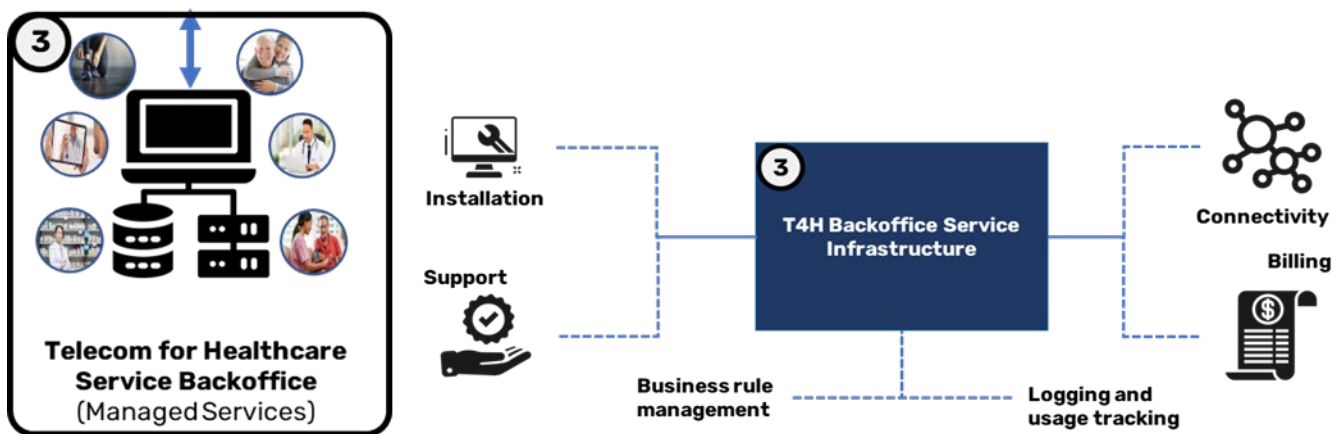 3
Telecom for Healthcare
Service Backoffice
(Managed Services)
Installation
Support
3
T4H Backoffice Service
Infrastructure
Business rule
management
Logging and
usage tracking
Connectivity
Billing
$